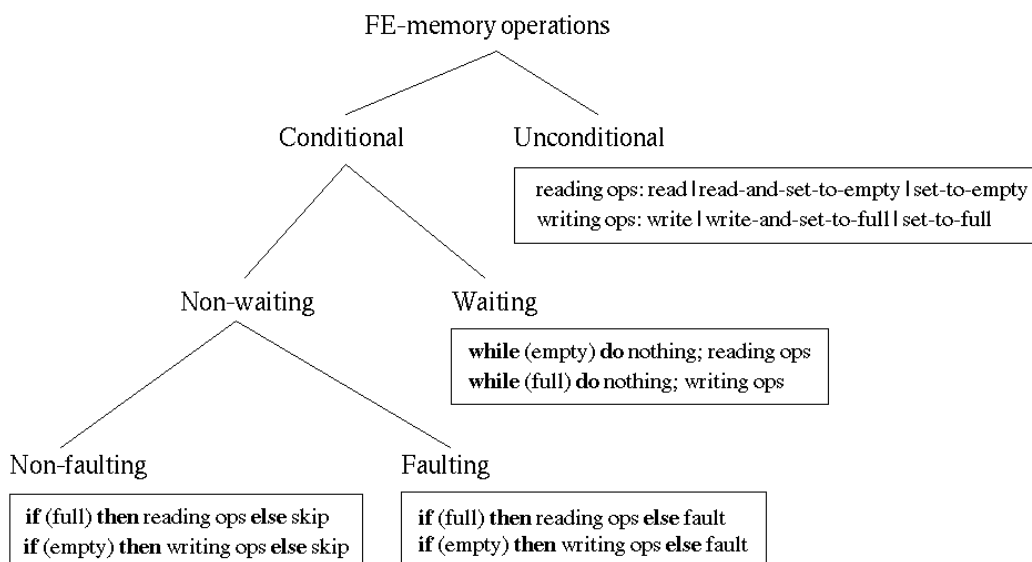 FE-memory operations
Conditional
Unconditional
reading ops: read | read-and-set-to-empty | set-to-empty
writing ops: write | write-and-set-to-full | set-to-full
Non-waiting
Waiting
while (empty) do nothing; reading ops
while (full) do nothing; writing ops
Non-faulting
Faulting
if (full) then reading ops else skip
if (empty) then writing ops else skip
if (full) then reading ops else fault
if (empty) then writing ops else fault